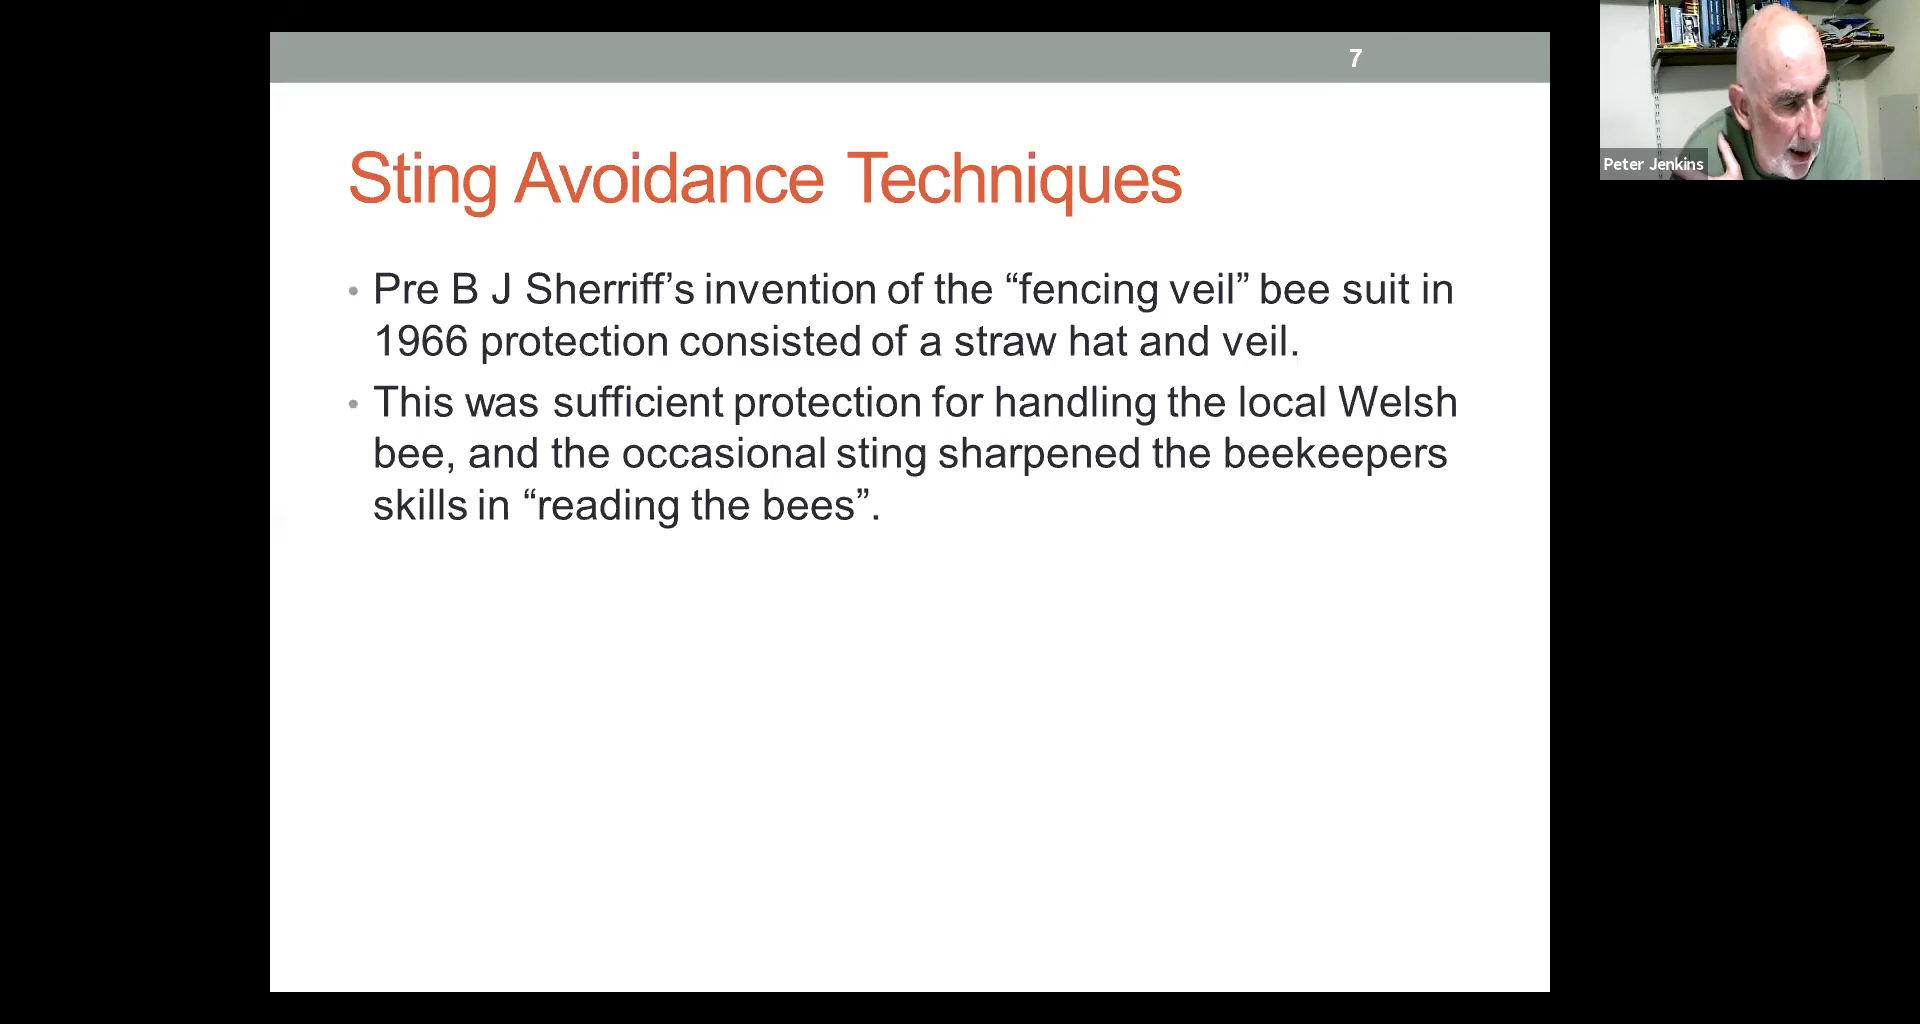 7
Sting Avoidance Techniques
• Pre B J Sherriff’s invention of the “fencing veil” bee suit in
1966 protection consisted of a straw hat and veil.
• This was sufficient protection for handling the local Welsh
bee, and the occasional sting sharpened the beekeepers
skills in “reading the bees”.
Peter Jenkins